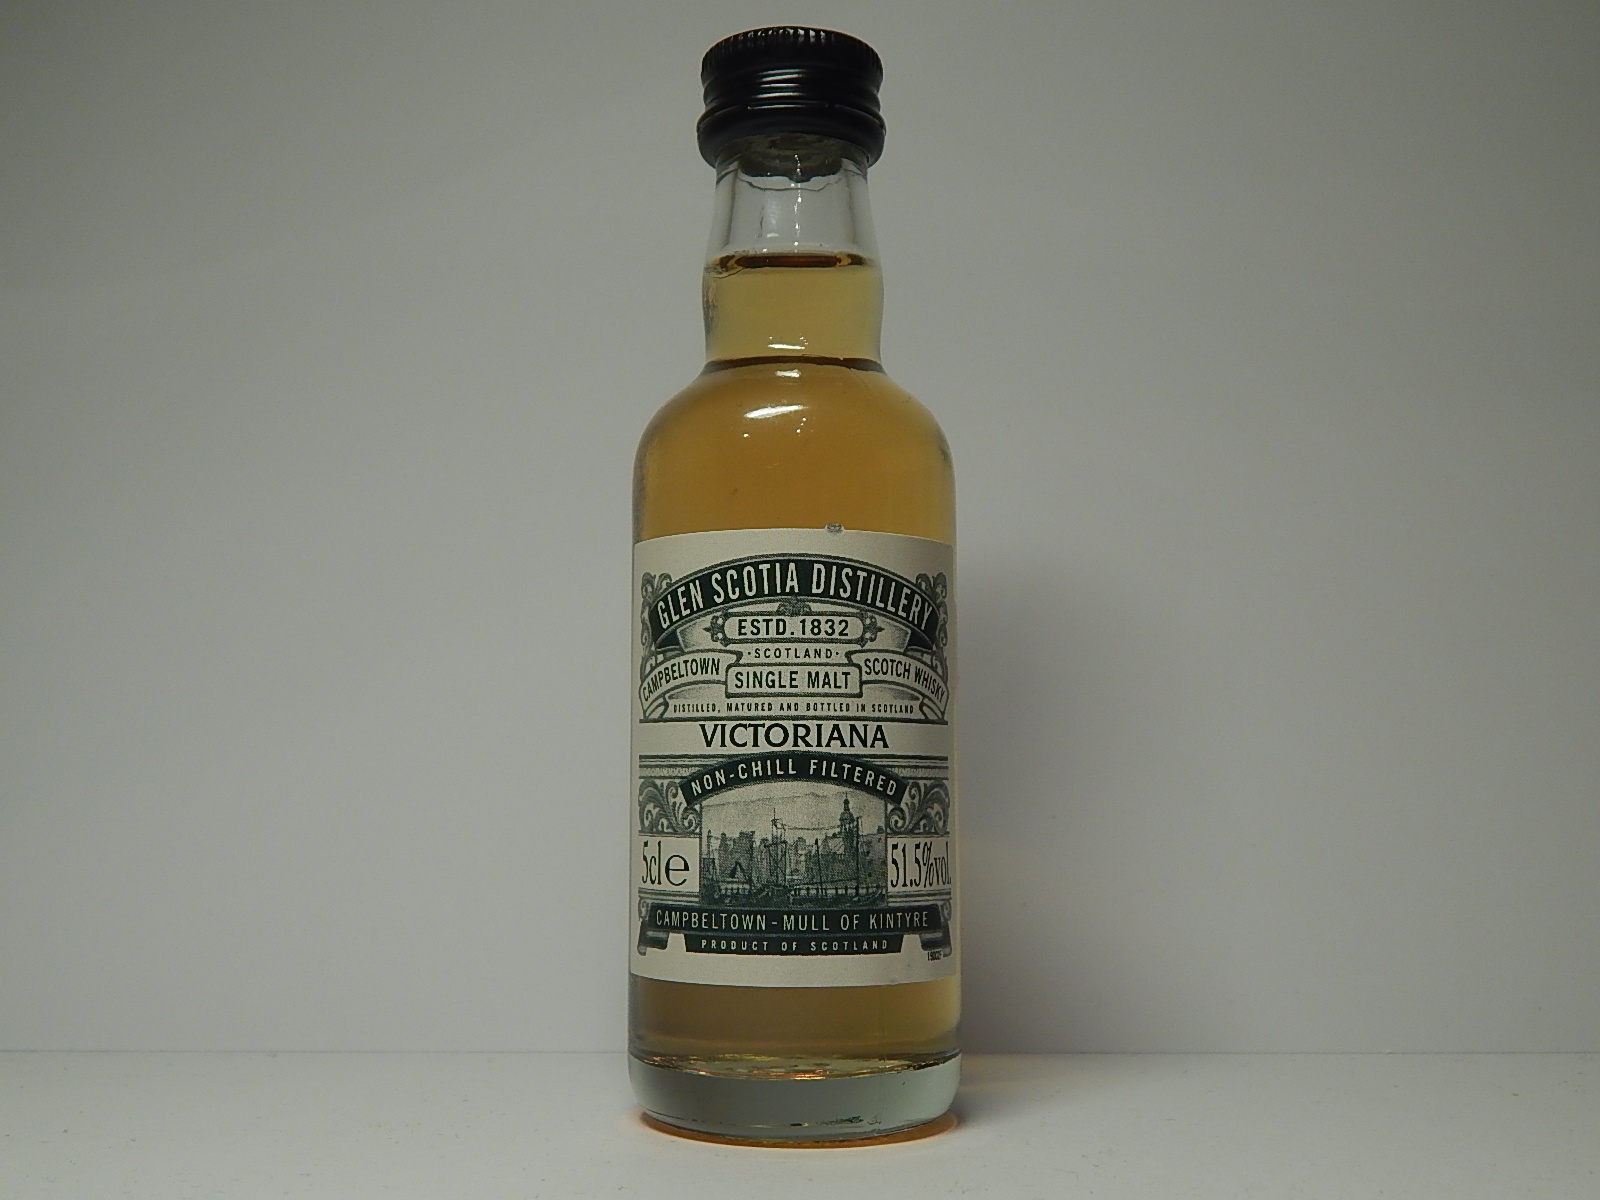 GLEN SCOTIA DISTILLERY
ESTD.1832
·SCOTLAND·
CAMPBELTOWN SINGLE MALT SCOTCH WHISKY
DISTILLED, MATURED AND BOTTLED IN SCOTLAND
VICTORIANA
NON-CHILL FILTERED
5cl e 51.5%vol
CAMPBELTOWN-MULL OF KINTYRE
PRODUCT OF SCOTLAND